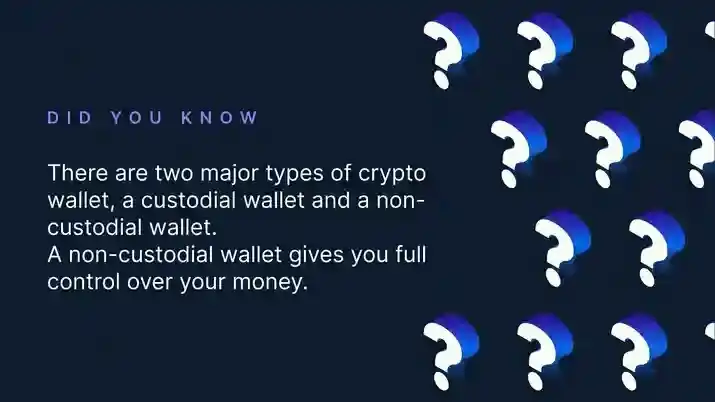 DID YOU KNOW
There are two major types of crypto
wallet, a custodial wallet and a non-
custodial wallet.
A non-custodial wallet gives you full
control over your money.